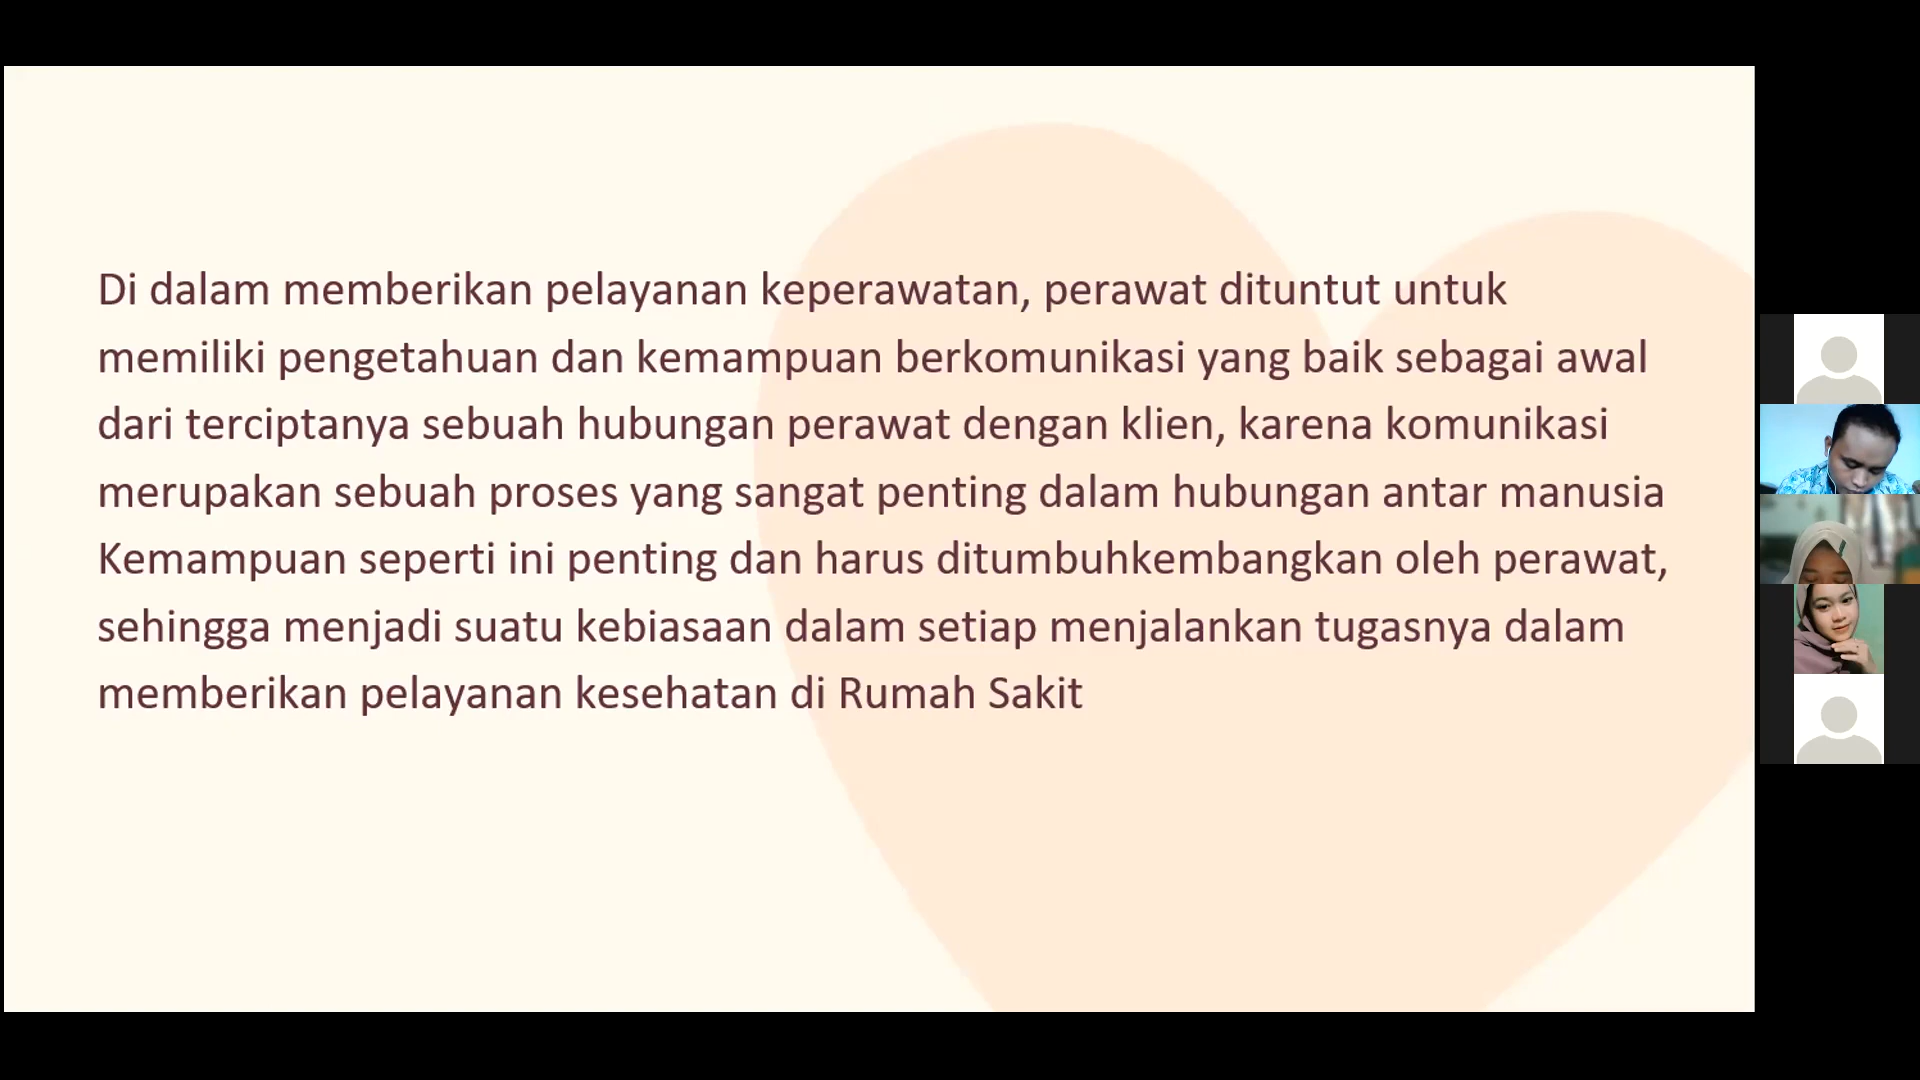 Di dalam memberikan pelayanan keperawatan, perawat dituntut untuk
memiliki pengetahuan dan kemampuan berkomunikasi yang baik sebagai awal
dari terciptanya sebuah hubungan perawat dengan klien, karena komunikasi
merupakan sebuah proses yang sangat penting dalam hubungan antar manusia
Kemampuan seperti ini penting dan harus ditumbuhkembangkan oleh perawat,
sehingga menjadi suatu kebiasaan dalam setiap menjalankan tugasnya dalam
memberikan pelayanan kesehatan di Rumah Sakit